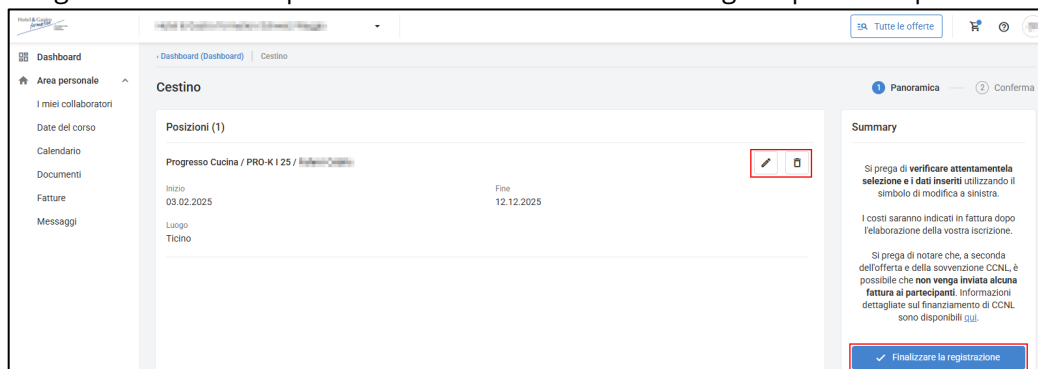 Hotel & Gastro
formation
Tutte le offerte
Dashboard
‹ Dashboard (Dashboard) | Cestino
Area personale
Cestino
1 Panoramica
2 Conferma
I miei collaboratori
Date del corso
Calendario
Documenti
Fatture
Messaggi
Posizioni (1)
Progresso Cucina / PRO-K I 25 /
Inizio
03.02.2025
Fine
12.12.2025
Luogo
Ticino
Summary
Si prega di verificare attentamentela
selezione e i dati inseriti utilizzando il
simbolo di modifica a sinistra.
I costi saranno indicati in fattura dopo
l'elaborazione della vostra iscrizione.
Si prega di notare che, a seconda
dell'offerta e della sovvenzione CCNL, è
possibile che non venga inviata alcuna
fattura ai partecipanti. Informazioni
dettagliate sul finanziamento di CCNL
sono disponibili qui.
Finalizzare la registrazione